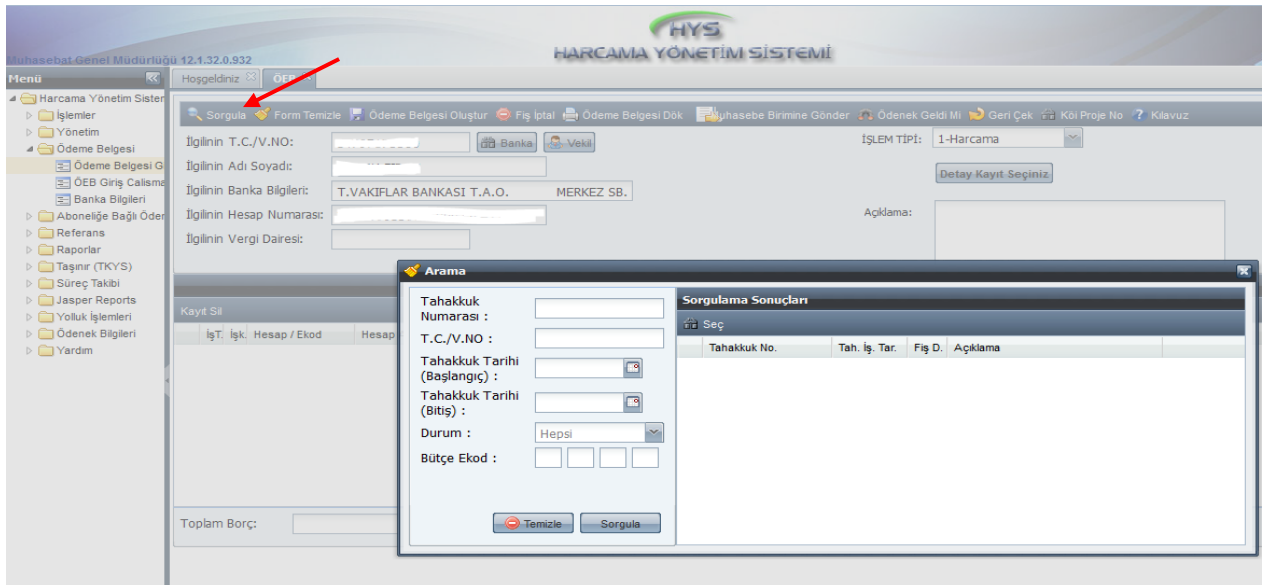 HYS
HARCAMA YÖNETİM SİSTEMİ
Muhasebat Genel Müdürlüğü 12.1.32.0.932
Menü
Harcama Yönetim Sister
İşlemler
Yönetim
Ödeme Belgesi
Ödeme Belgesi G
ÖEB Giriş Calisma
Banka Bilgileri
Aboneliğe Bağlı Öder
Referans
Raporlar
Taşınır (TKYS)
Süreç Takibi
Jasper Reports
Yolluk İşlemleri
Ödenek Bilgileri
Yardım
Hoşgeldiniz ÖEB
Sorgula Form Temizle Ödeme Belgesi Oluştur Fiş İptal Ödeme Belgesi Dök Muhasebe Birimine Gönder Ödenek Geldi Mi Geri Çek Köi Proje No Kılavuz
İlgilinin T.C./V.NO: Banka Vekil
İlgilinin Adı Soyadı:
İlgilinin Banka Bilgileri: T.VAKIFLAR BANKASI T.A.O. MERKEZ SB.
İlgilinin Hesap Numarası:
İlgilinin Vergi Dairesi:
İŞLEM TİPİ: 1-Harcama
Detay Kayıt Seçiniz
Açıklama:
Kayıt Sil
İşT. İşk. Hesap / Ekod Hesap
Toplam Borç:
Arama
Tahakkuk
Numarası :
T.C./V.NO :
Tahakkuk Tarihi
(Başlangıç) :
Tahakkuk Tarihi
(Bitiş) :
Durum : Hepsi
Bütçe Ekod :
Temizle Sorgula
Sorgulama Sonuçları
Seç
Tahakkuk No. Tah. İş. Tar. Fiş D. Açıklama